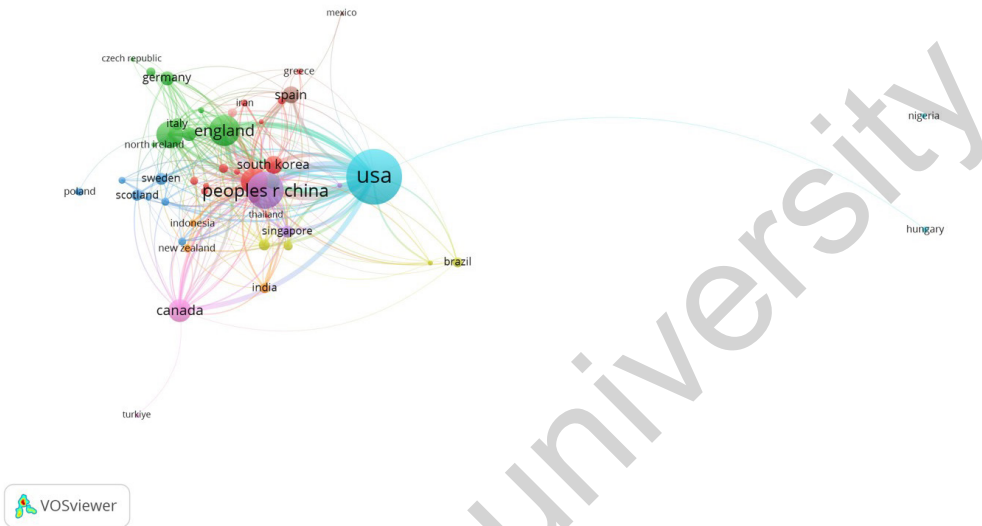 mexico
czech republic
germany
greece
spain
iran
italy
england
nigeria
north ireland
south korea
usa
sweden
poland
scotland
peoples r china
thailand
indonesia
singapore
hungary
new zealand
brazil
india
canada
turkiye
VOSviewer
university